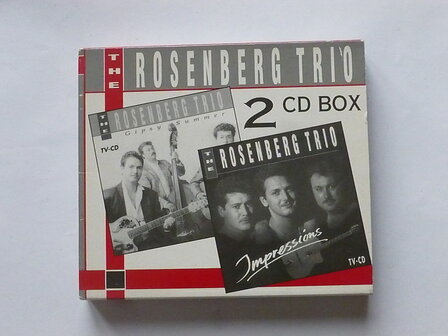 THE ROSENBERG TRIO
2 CD BOX
THE ROSENBERG TRIO
Gipsy Summer
TV-CD
THE ROSENBERG TRIO
Impressions
TV-CD